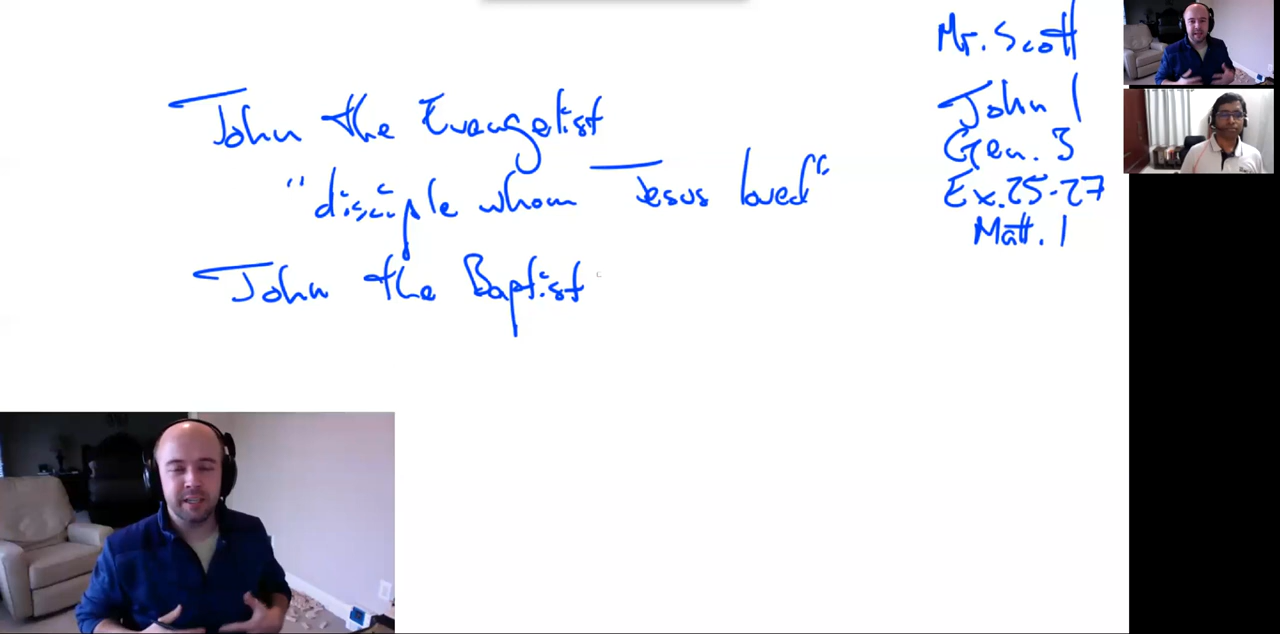 John the Evangelist
"disciple whom Jesus loved"
John the Baptist
Mr. Scott
John 1
Gen. 3
Ex. 25-27
Matt. 1